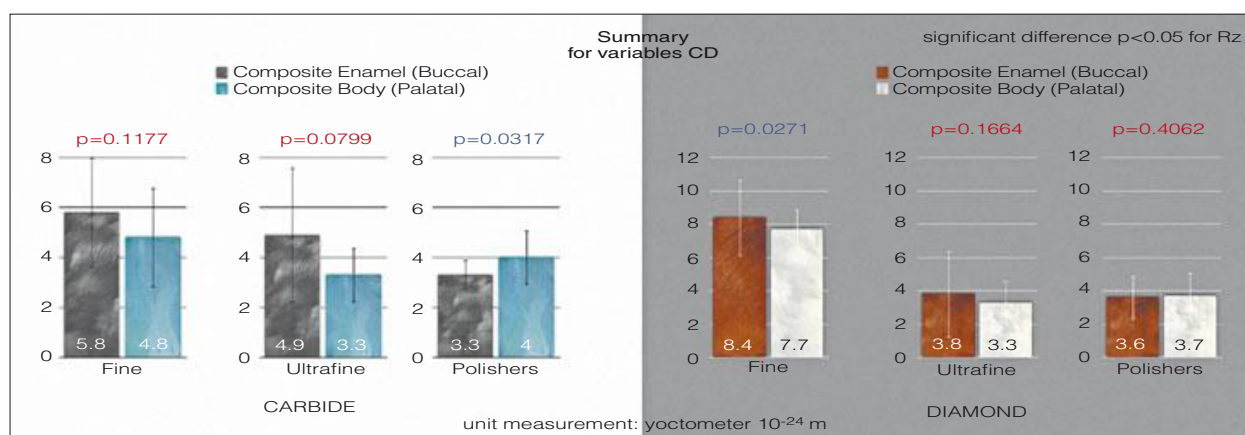 Summary
for variables CD
significant difference p<0.05 for Rz
Composite Enamel (Buccal)
Composite Body (Palatal)
Composite Enamel (Buccal)
Composite Body (Palatal)
p=0.1177
p=0.0799
p=0.0317
p=0.0271
p=0.1664
p=0.4062
8
6
4
2
0
5.8
4.8
Fine
8
6
4
2
0
4.9
3.3
Ultrafine
8
6
4
2
0
3.3
4
Polishers
12
10
8
6
4
2
0
8.4
7.7
Fine
12
10
8
6
4
2
0
3.8
3.3
Ultrafine
12
10
8
6
4
2
0
3.6
3.7
Polishers
CARBIDE
DIAMOND
unit measurement: yoctometer 10⁻²⁴ m